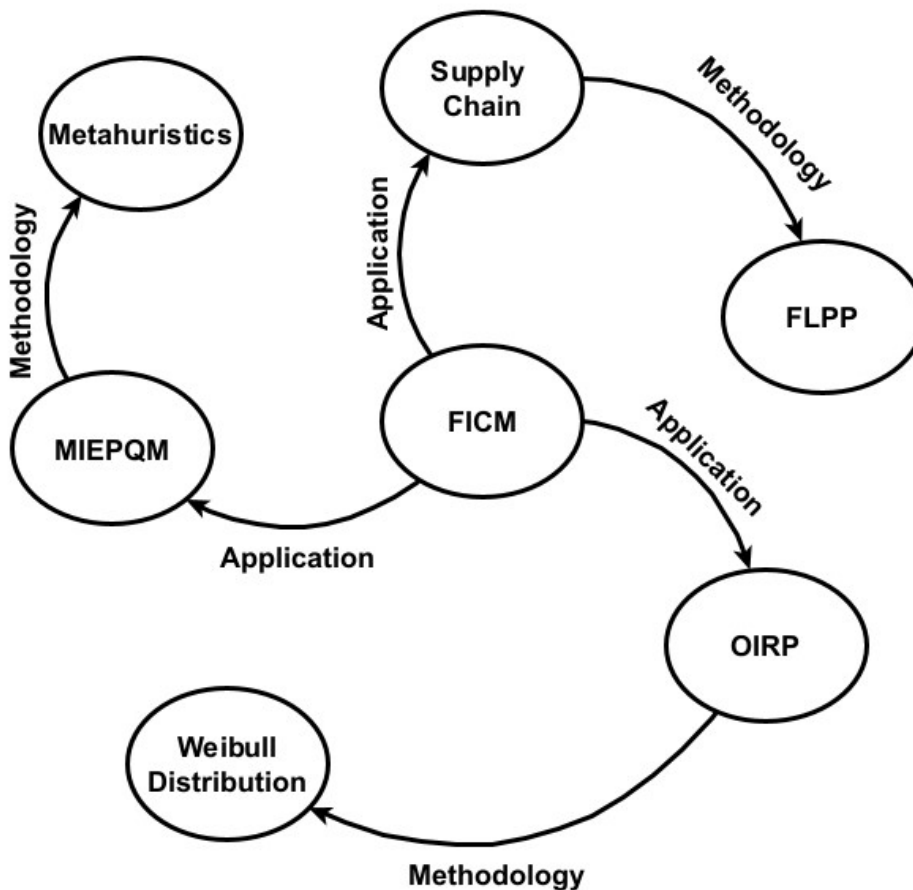 Supply
Chain
Methodology
Metahuristics
Application
Methodology
FLPP
FICM
Application
MIEPQM
Application
OIRP
Weibull
Distribution
Methodology